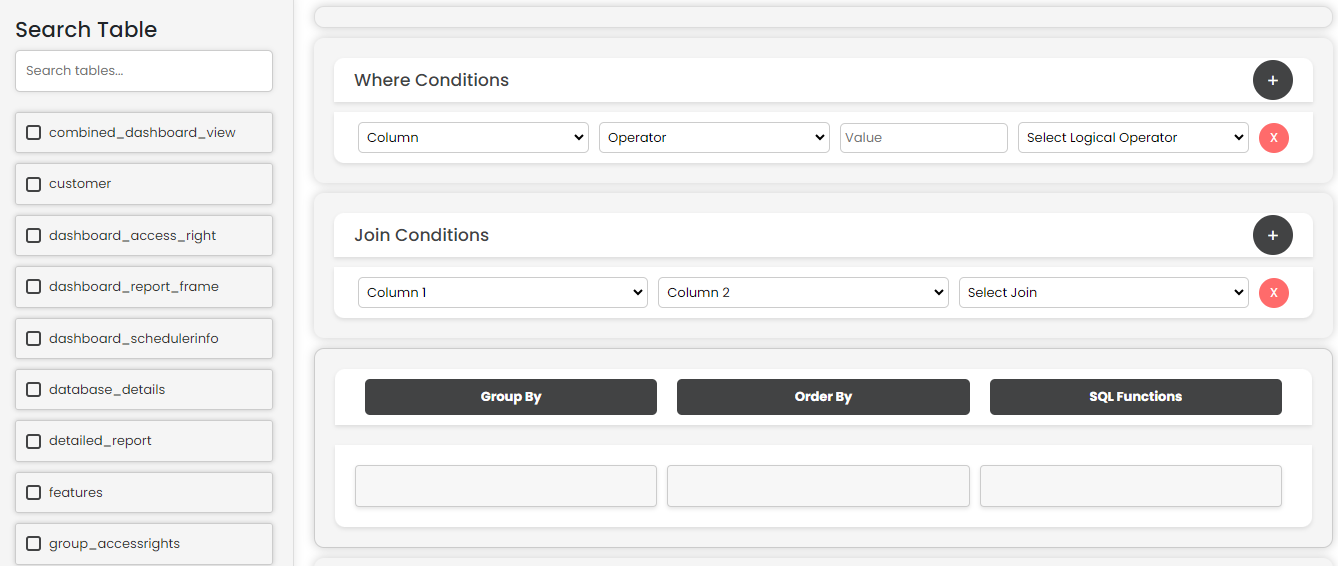 Search Table
Search tables...
combined_dashboard_view
customer
dashboard_access_right
dashboard_report_frame
dashboard_schedulerinfo
database_details
detailed_report
features
group_accessrights
Where Conditions +
Column Operator Value Select Logical Operator X
Join Conditions +
Column 1 Column 2 Select Join X
Group By Order By SQL Functions